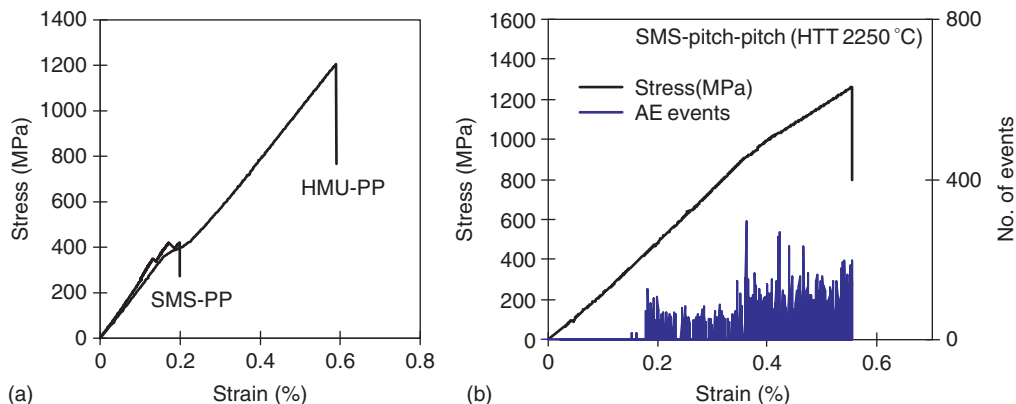 (a)
Stress (MPa)
1400
1200
1000
800
600
400
200
0
HMU-PP
SMS-PP
0 0.2 0.4 0.6 0.8
Strain (%)
(b)
Stress (MPa)
1600
1400
1200
1000
800
600
400
200
0
SMS-pitch-pitch (HTT 2250 °C)
Stress(MPa)
AE events
800
400
0
No. of events
0 0.2 0.4 0.6
Strain (%)